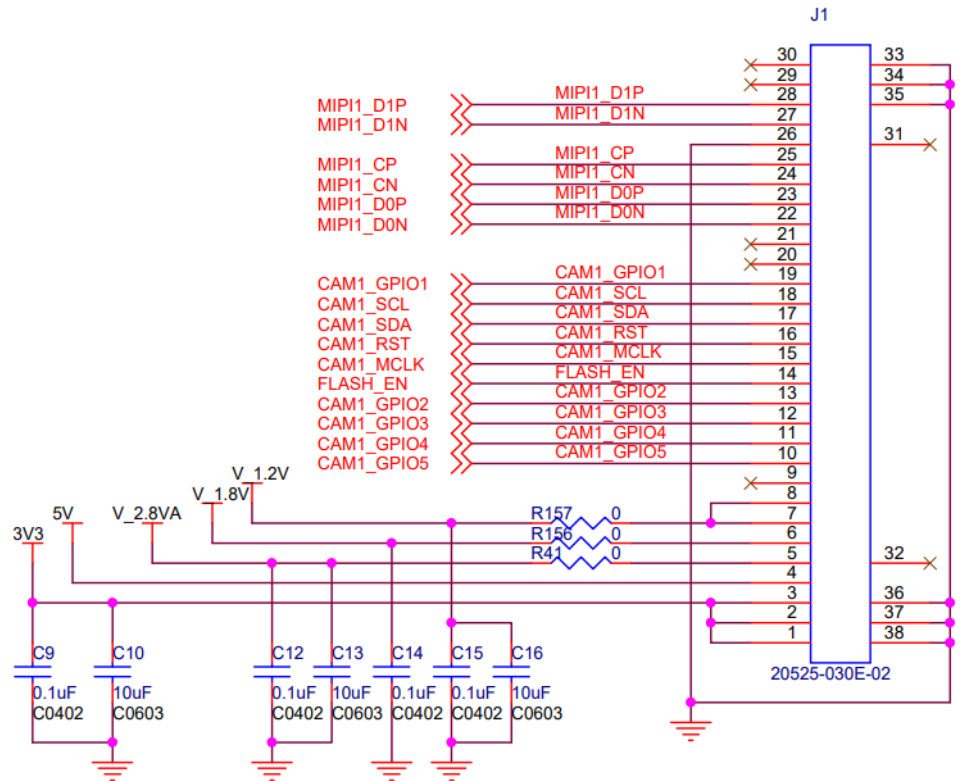 J1
30 33
29 34
MIPI1_D1P MIPI1_D1P 28 35
MIPI1_D1N MIPI1_D1N 27
26 31
MIPI1_CP MIPI1_CP 25
MIPI1_CN MIPI1_CN 24
MIPI1_D0P MIPI1_D0P 23
MIPI1_D0N MIPI1_D0N 22
21
20
CAM1_GPIO1 CAM1_GPIO1 19
CAM1_SCL CAM1_SCL 18
CAM1_SDA CAM1_SDA 17
CAM1_RST CAM1_RST 16
CAM1_MCLK CAM1_MCLK 15
FLASH_EN FLASH_EN 14
CAM1_GPIO2 CAM1_GPIO2 13
CAM1_GPIO3 CAM1_GPIO3 12
CAM1_GPIO4 CAM1_GPIO4 11
CAM1_GPIO5 CAM1_GPIO5 10
V_1.2V 9
V_1.8V 8
5V V_2.8VA R157 0 7
3V3 R156 0 6
R41 0 5 32
4
3 36
2 37
1 38
C9 C10 C12 C13 C14 C15 C16
20525-030E-02
0.1uF 10uF 0.1uF 10uF 0.1uF 0.1uF 10uF
C0402 C0603 C0402 C0603 C0402 C0402 C0603